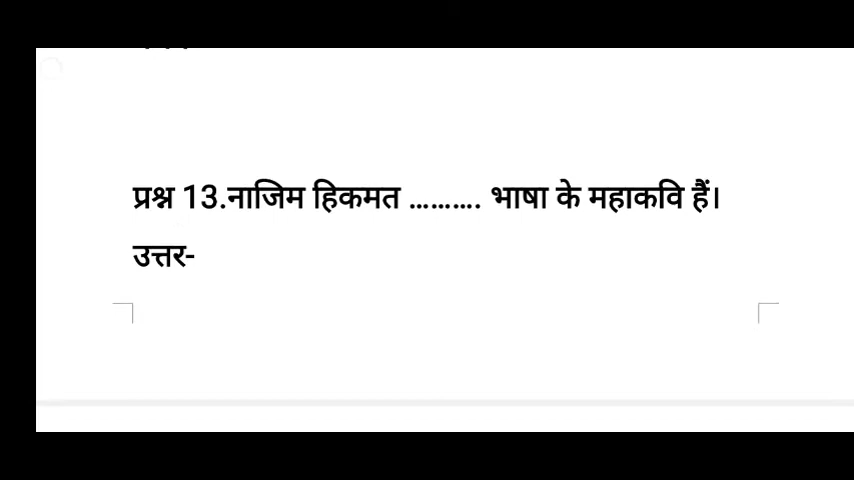 प्रश्न 13.नाजिम हिकमत ………. भाषा के महाकवि हैं।
उत्तर-